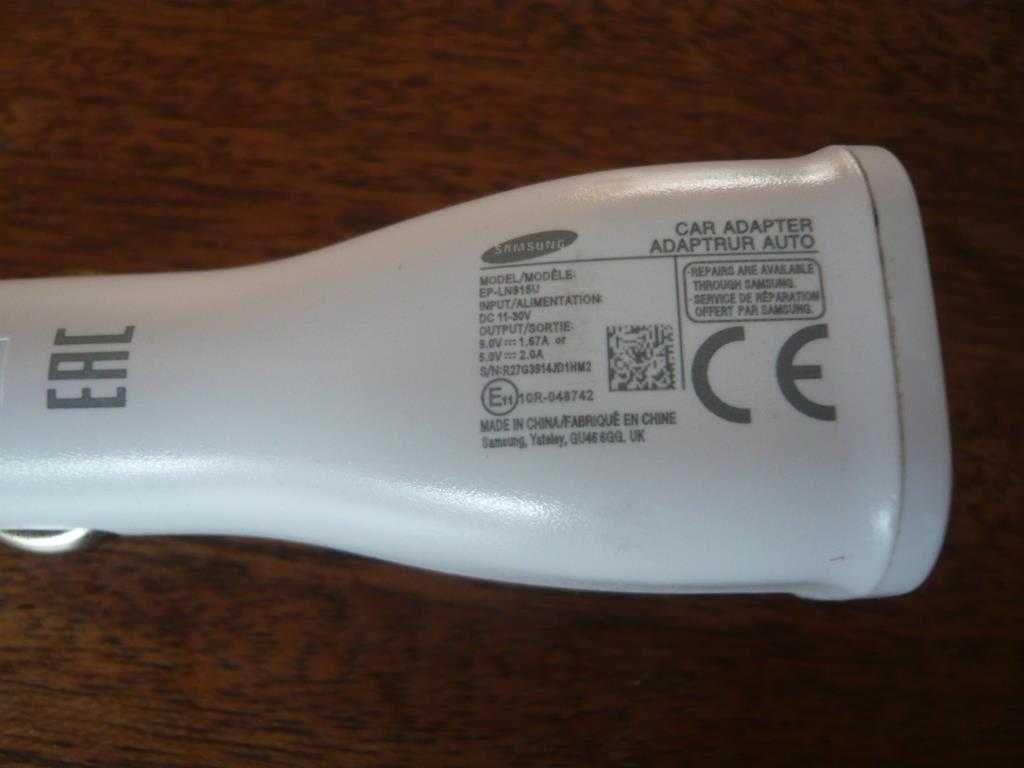 EAC
SAMSUNG
CAR ADAPTER
ADAPTRUR AUTO
MODEL/MODÈLE:
EP-LN915U
INPUT/ALIMENTATION:
DC 11-30V
OUTPUT/SORTIE:
9.0V 1.67A or
5.0V 2.0A
S/N:R27G3914JD1HM2
E11 10R-048742
MADE IN CHINA/FABRIQUÉ EN CHINE
Samsung, Yateley, GU46 6GG, UK
·REPAIRS ARE AVAILABLE
THROUGH SAMSUNG.
·SERVICE DE RÉPARATION
OFFERT PAR SAMSUNG.
CE